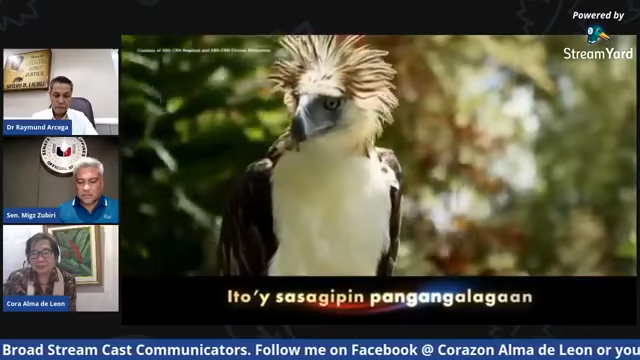 Powered by
StreamYard
JUSTICE
Dr Raymund Arcega
Sen. Migz Zubiri
Cora Alma de Leon
Ito'y sasagipin pangangalagaan
Broad Stream Cast Communicators. Follow me on Facebook @ Corazon Alma de Leon or you